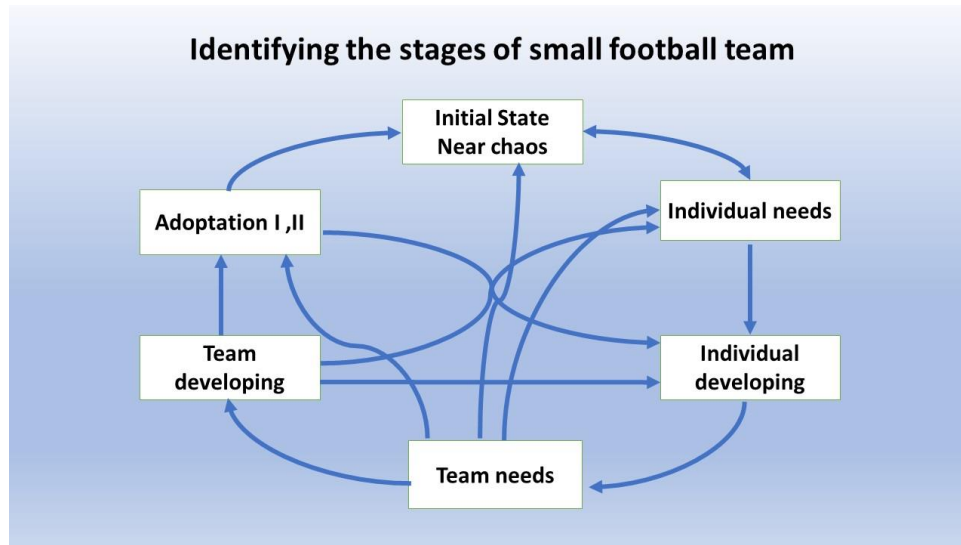 Identifying the stages of small football team
Initial State
Near chaos
Adoptation I ,II
Individual needs
Team
developing
Individual
developing
Team needs